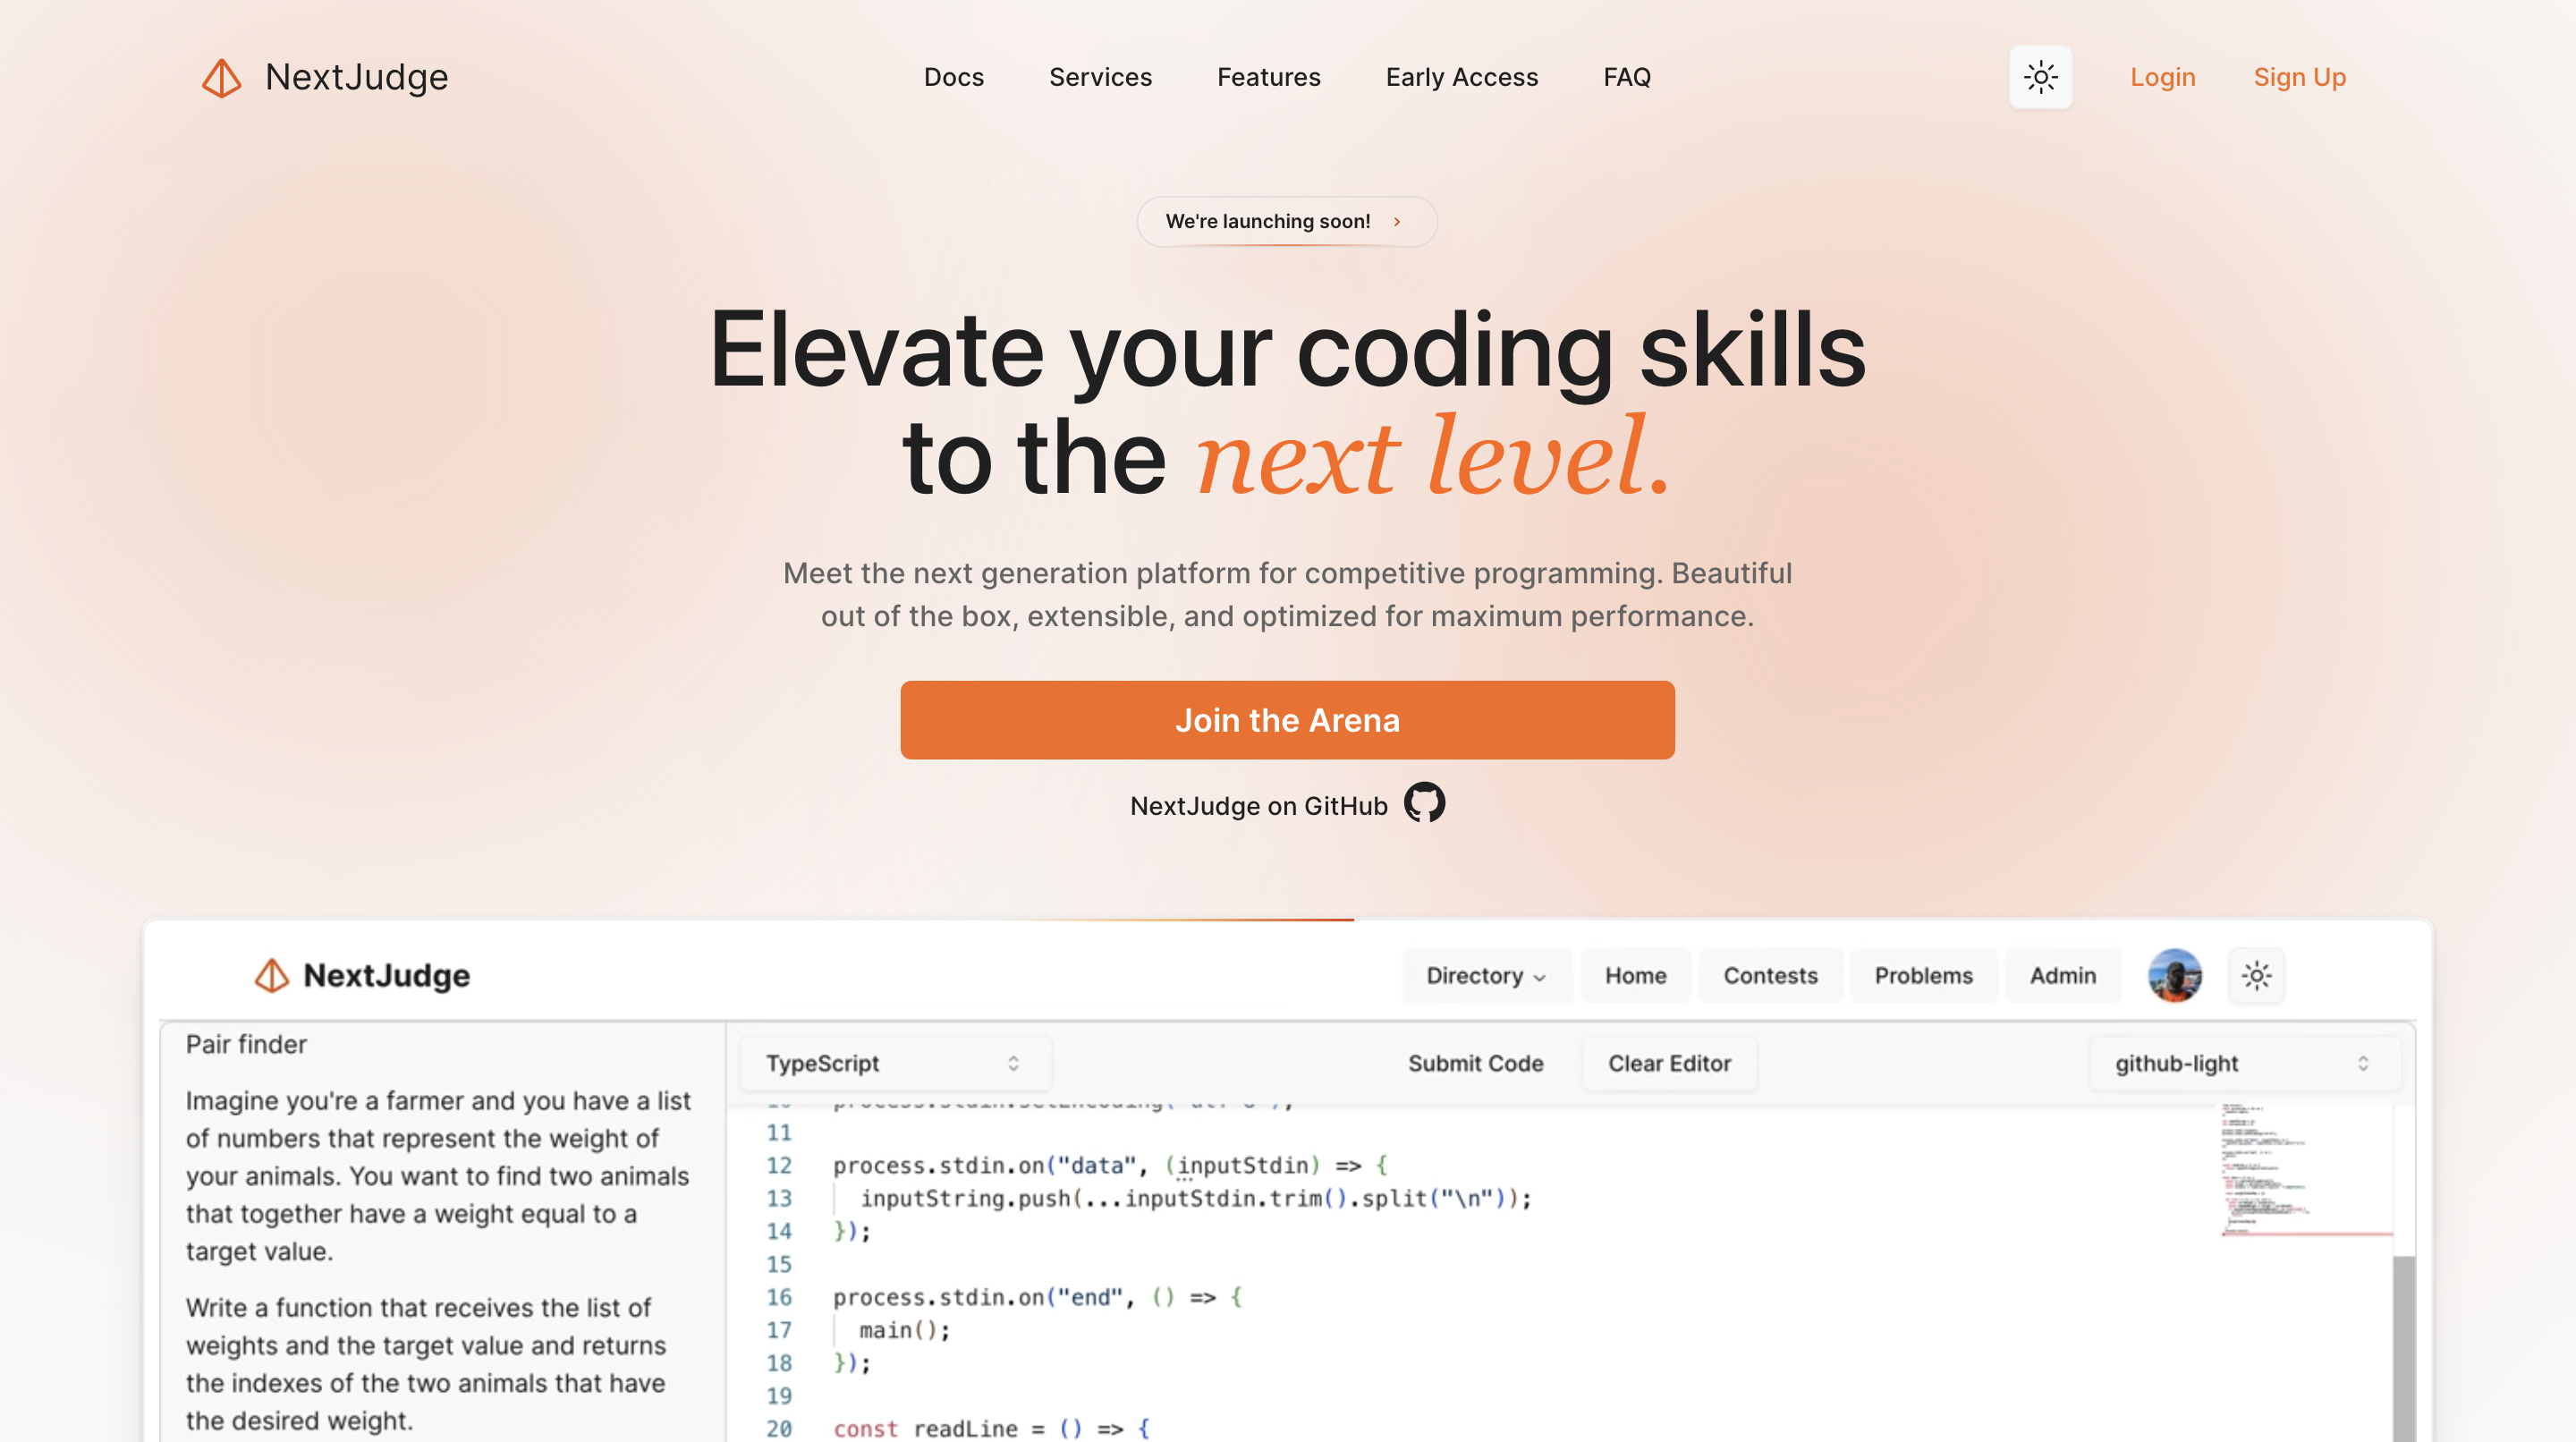 NextJudge
Docs Services Features Early Access FAQ
Login Sign Up
We're launching soon!
Elevate your coding skills
to the next level.
Meet the next generation platform for competitive programming. Beautiful
out of the box, extensible, and optimized for maximum performance.
Join the Arena
NextJudge on GitHub
NextJudge
Directory Home Contests Problems Admin
Pair finder
Imagine you're a farmer and you have a list
of numbers that represent the weight of
your animals. You want to find two animals
that together have a weight equal to a
target value.
Write a function that receives the list of
weights and the target value and returns
the indexes of the two animals that have
the desired weight.
TypeScript Submit Code Clear Editor github-light
11
12 process.stdin.on("data", (inputStdin) => {
13 inputString.push(...inputStdin.trim().split("\n"));
14 });
15
16 process.stdin.on("end", () => {
17 main();
18 });
19
20 const readLine = () => {